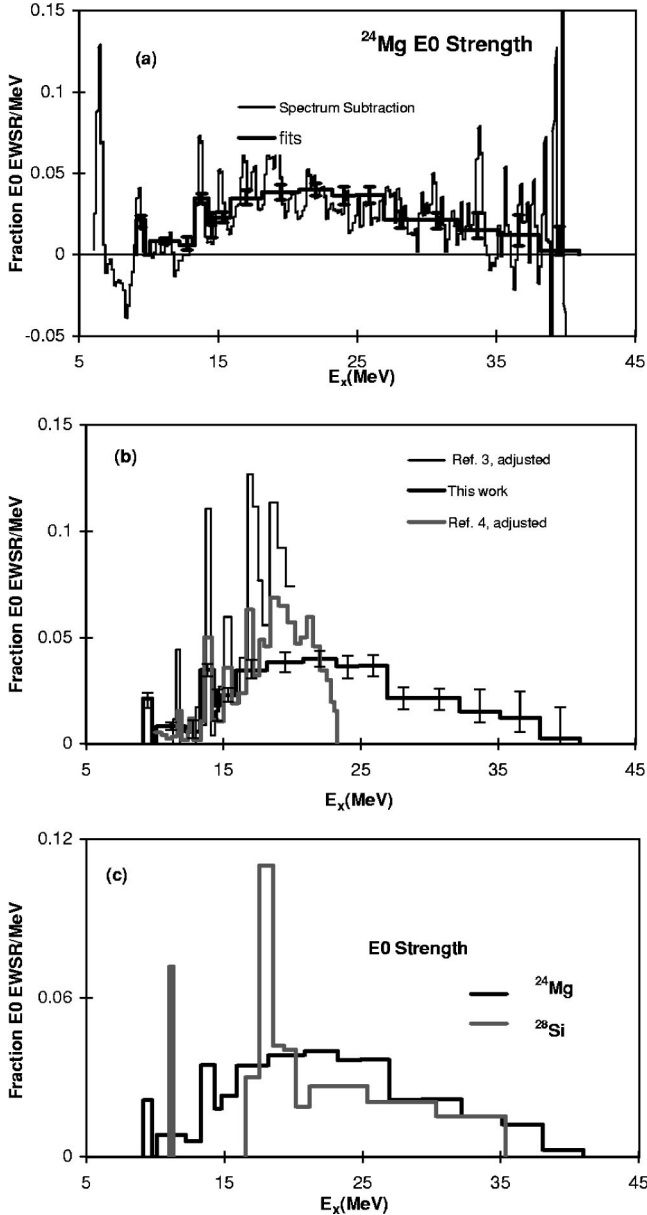 0.15
(a)
²⁴Mg E0 Strength
0.1
Spectrum Subtraction
fits
0.05
0
-0.05
Fraction E0 EWSR/MeV
5 15 25 35 45
Eₓ(MeV)
0.15
(b)
Ref. 3, adjusted
This work
Ref. 4, adjusted
0.1
0.05
0
Fraction E0 EWSR/MeV
5 15 25 35 45
Eₓ(MeV)
0.12
(c)
E0 Strength
²⁴Mg
²⁸Si
0.06
0
Fraction E0 EWSR/MeV
5 15 25 35 45
Eₓ(MeV)